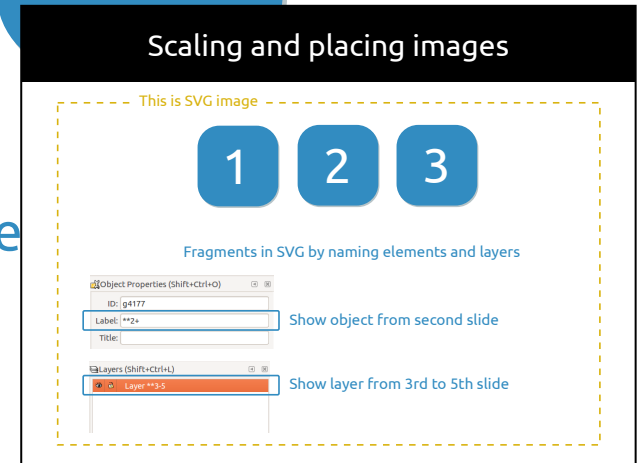 Scaling and placing images
This is SVG image
1 2 3
e
Fragments in SVG by naming elements and layers
Object Properties (Shift+Ctrl+O)
ID: g4177
Label: **2+
Show object from second slide
Title:
Layers (Shift+Ctrl+L)
Layer **3-5
Show layer from 3rd to 5th slide